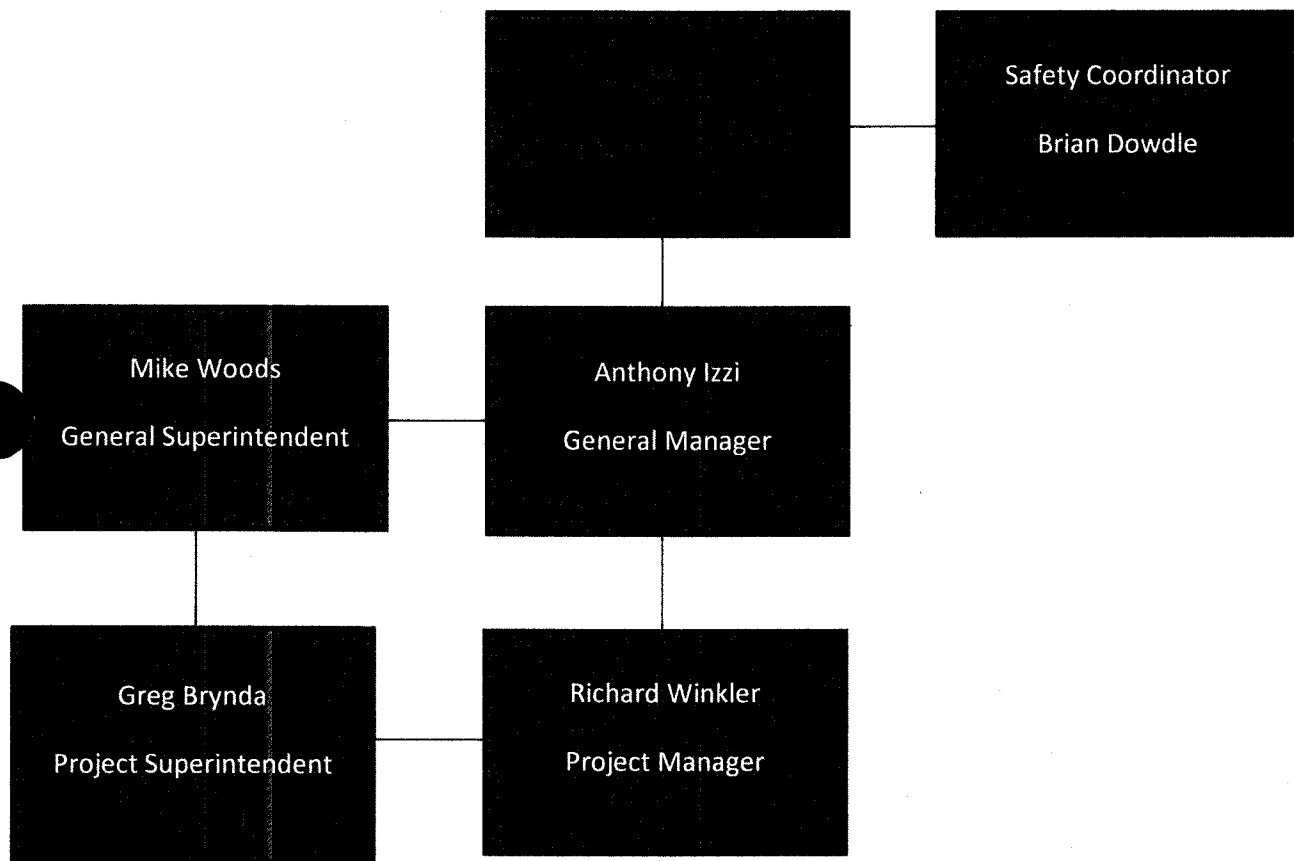 Safety Coordinator
Brian Dowdle
Mike Woods
General Superintendent
Anthony Izzi
General Manager
Greg Brynda
Project Superintendent
Richard Winkler
Project Manager